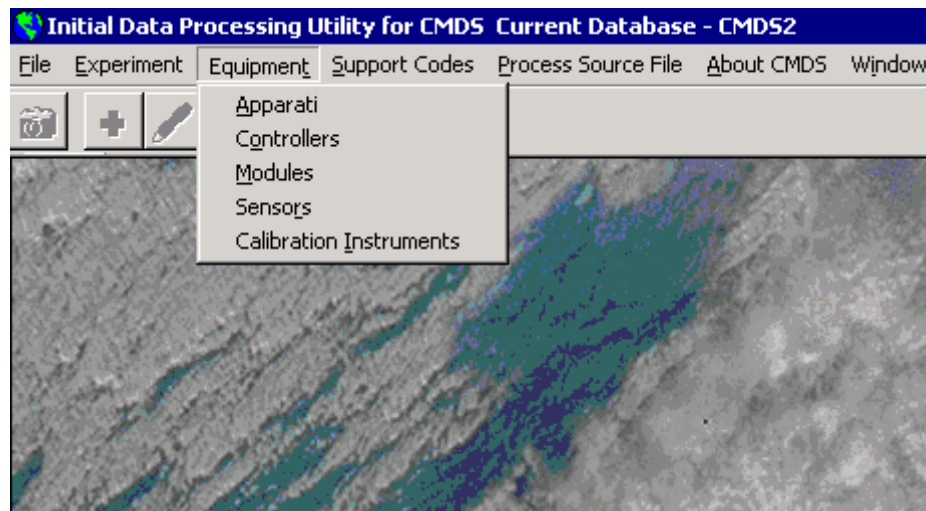 Initial Data Processing Utility for CMDS Current Database - CMDS2
File Experiment Equipment Support Codes Process Source File About CMDS Window
Apparati
Controllers
Modules
Sensors
Calibration Instruments